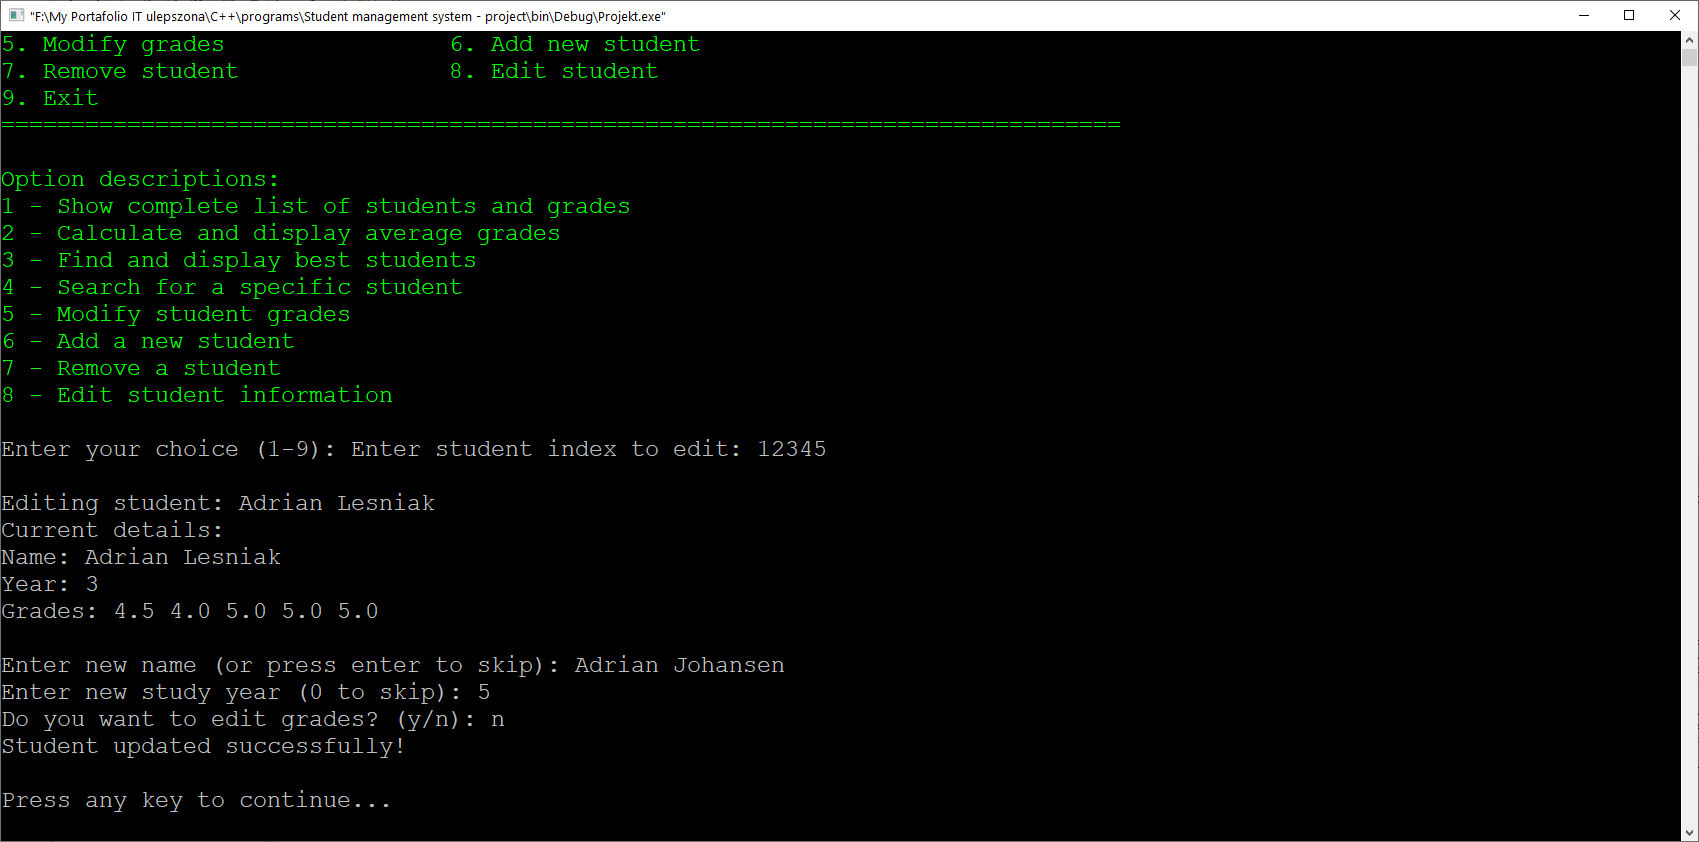 "F:\My Portafolio IT ulepszona\C++\programs\Student management system - project\bin\Debug\Projekt.exe"
5. Modify grades                6. Add new student
7. Remove student               8. Edit student
9. Exit
================================================================================
Option descriptions:
1 - Show complete list of students and grades
2 - Calculate and display average grades
3 - Find and display best students
4 - Search for a specific student
5 - Modify student grades
6 - Add a new student
7 - Remove a student
8 - Edit student information
Enter your choice (1-9): Enter student index to edit: 12345
Editing student: Adrian Lesniak
Current details:
Name: Adrian Lesniak
Year: 3
Grades: 4.5 4.0 5.0 5.0 5.0
Enter new name (or press enter to skip): Adrian Johansen
Enter new study year (0 to skip): 5
Do you want to edit grades? (y/n): n
Student updated successfully!
Press any key to continue...